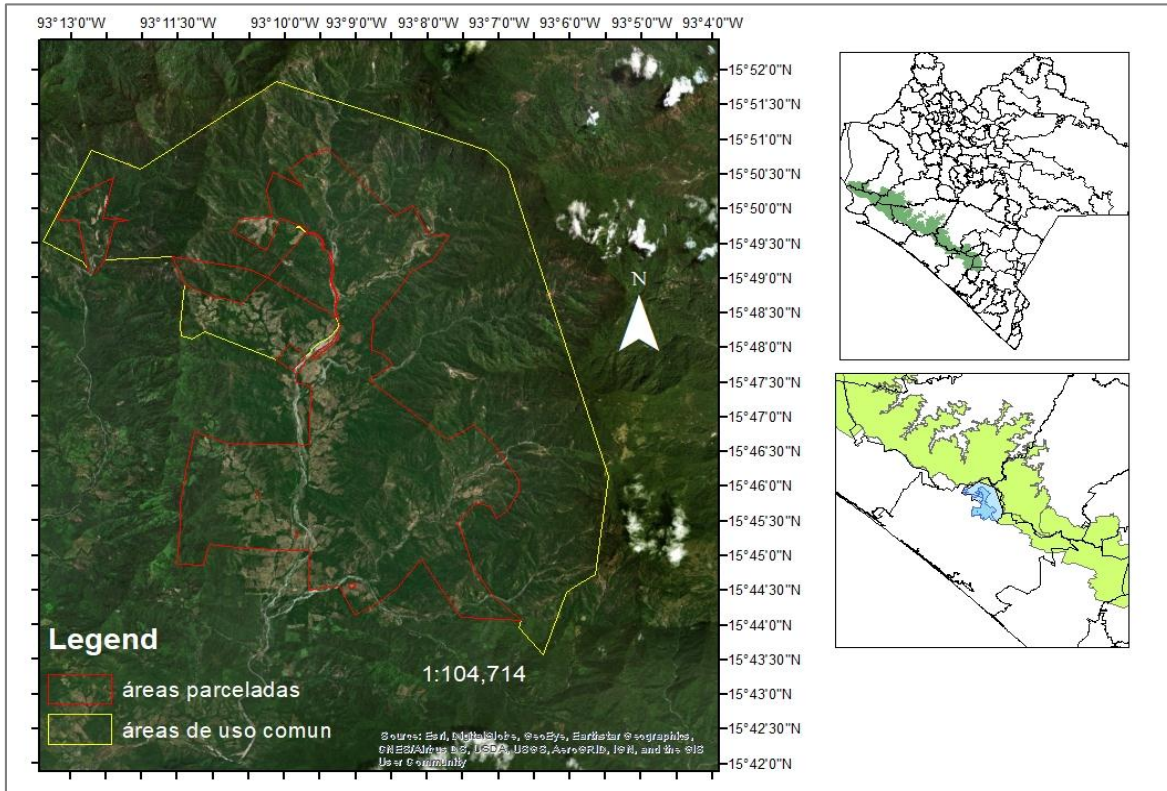 93°13'0"W 93°11'30"W 93°10'0"W 93°9'0"W 93°8'0"W 93°7'0"W 93°6'0"W 93°5'0"W 93°4'0"W
15°52'0"N
15°51'30"N
15°51'0"N
15°50'30"N
15°50'0"N
15°49'30"N
15°49'0"N
15°48'30"N
15°48'0"N
15°47'30"N
15°47'0"N
15°46'30"N
15°46'0"N
15°45'30"N
15°45'0"N
15°44'30"N
15°44'0"N
15°43'30"N
15°43'0"N
15°42'30"N
15°42'0"N
N
Legend
áreas parceladas
áreas de uso comun
1:104,714
Source: Esri, DigitalGlobe, GeoEye, Earthstar Geographics,
CNES/Airbus DS, USDA, USGS, AeroGRID, IGN, and the GIS
User Community